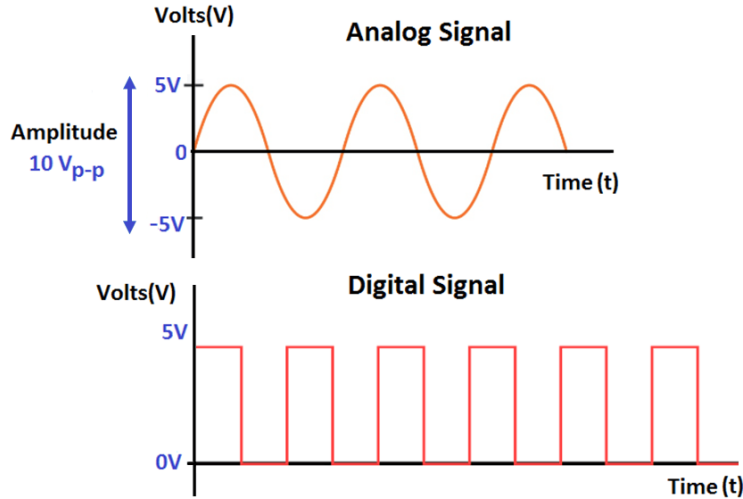 Volts(V)
Analog Signal
5V
Amplitude
10 Vp-p
0
Time (t)
-5V
Digital Signal
Volts(V)
5V
0V
Time (t)